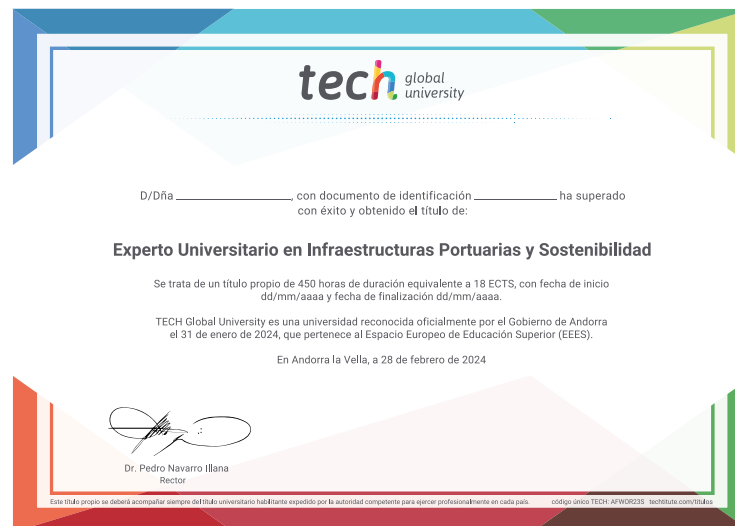 tech global
university
D/Dña ____________________, con documento de identificación ______________ ha superado
con éxito y obtenido el título de:
Experto Universitario en Infraestructuras Portuarias y Sostenibilidad
Se trata de un título propio de 450 horas de duración equivalente a 18 ECTS, con fecha de inicio
dd/mm/aaaa y fecha de finalización dd/mm/aaaa.
TECH Global University es una universidad reconocida oficialmente por el Gobierno de Andorra
el 31 de enero de 2024, que pertenece al Espacio Europeo de Educación Superior (EEES).
En Andorra la Vella, a 28 de febrero de 2024
Dr. Pedro Navarro Illana
Rector
Este título propio se deberá acompañar siempre del título universitario habilitante expedido por la autoridad competente para ejercer profesionalmente en cada país. código único TECH: AFWOR23S techtitute.com/titulos